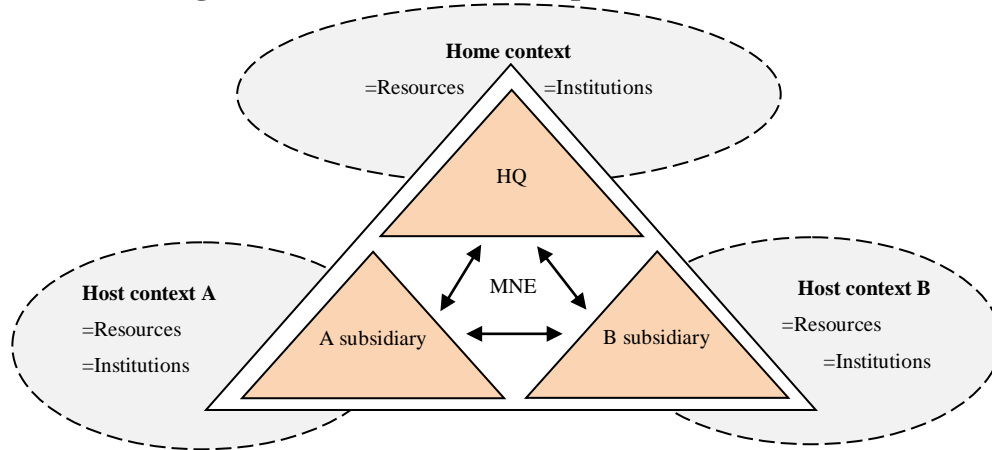 Home context
=Resources =Institutions
HQ
MNE
Host context A
=Resources
=Institutions
A subsidiary
B subsidiary
Host context B
=Resources
=Institutions